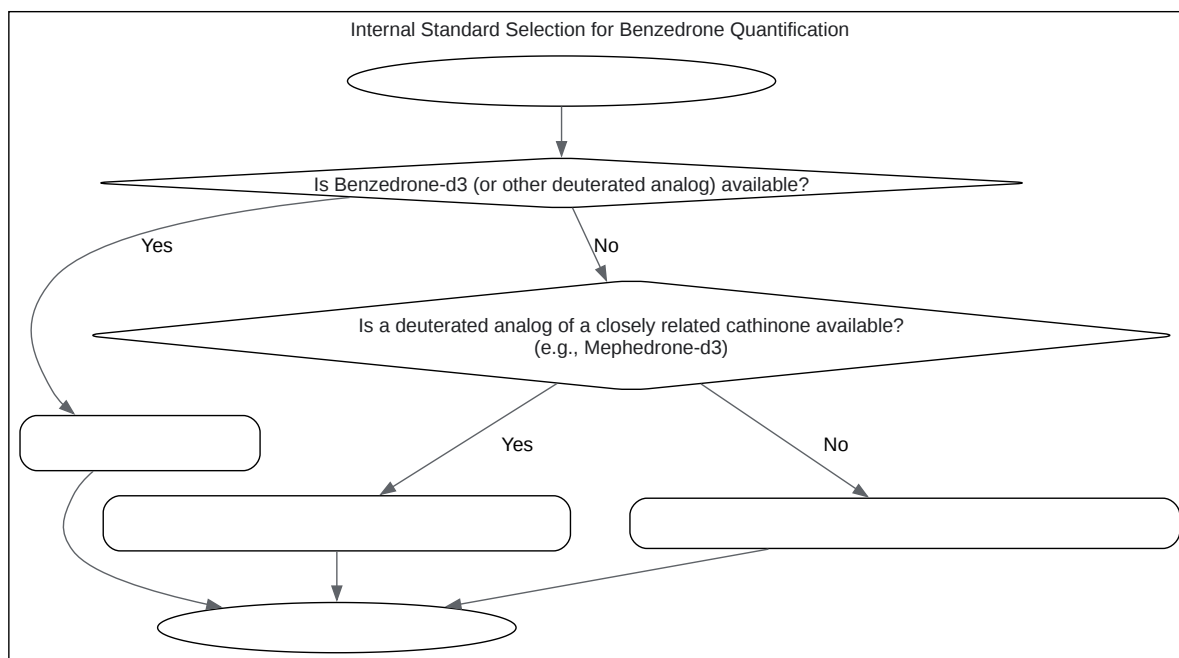 Internal Standard Selection for Benzedrone Quantification
Is Benzedrone-d3 (or other deuterated analog) available?
Yes
No
Is a deuterated analog of a closely related cathinone available?
(e.g., Mephedrone-d3)
Yes
No